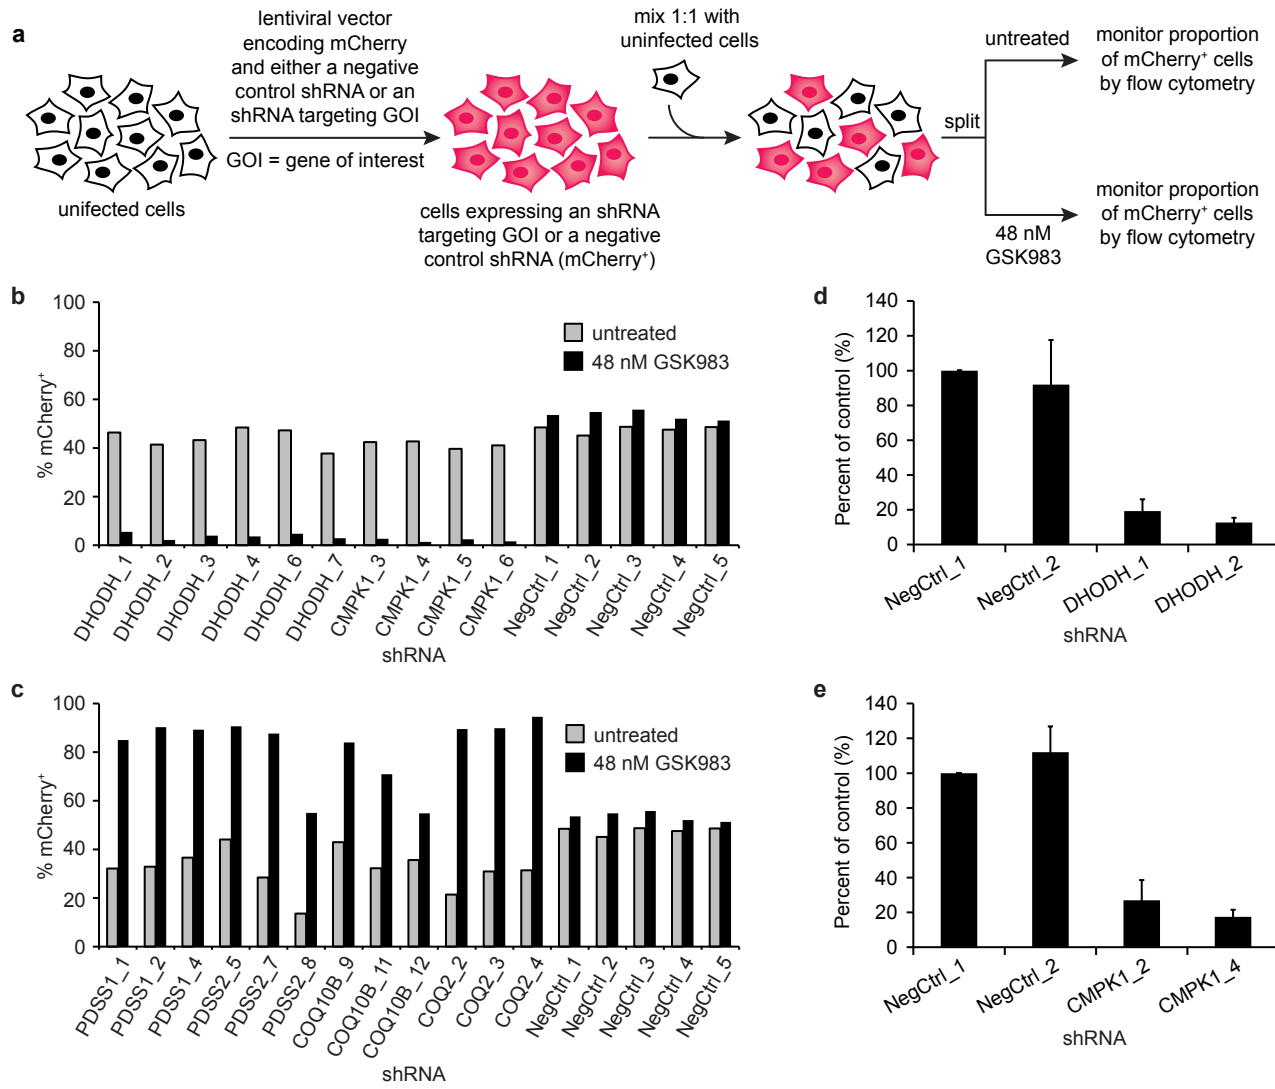 a
lentiviral vector
encoding mCherry
and either a negative
control shRNA or an
shRNA targeting GOI
GOI = gene of interest
unifected cells
cells expressing an shRNA
targeting GOI or a negative
control shRNA (mCherry⁺)
mix 1:1 with
uninfected cells
split
untreated
monitor proportion
of mCherry⁺ cells
by flow cytometry
48 nM
GSK983
monitor proportion
of mCherry⁺ cells
by flow cytometry
b
% mCherry⁺
100
80
60
40
20
0
untreated
48 nM GSK983
DHODH_1
DHODH_2
DHODH_3
DHODH_4
DHODH_6
DHODH_7
CMPK1_3
CMPK1_4
CMPK1_5
CMPK1_6
NegCtrl_1
NegCtrl_2
NegCtrl_3
NegCtrl_4
NegCtrl_5
shRNA
d
Percent of control (%)
140
120
100
80
60
40
20
0
NegCtrl_1
NegCtrl_2
DHODH_1
DHODH_2
shRNA
c
% mCherry⁺
100
80
60
40
20
0
untreated
48 nM GSK983
PDSS1_1
PDSS1_2
PDSS1_4
PDSS2_5
PDSS2_7
PDSS2_8
COQ10B_9
COQ10B_11
COQ10B_12
COQ2_2
COQ2_3
COQ2_4
NegCtrl_1
NegCtrl_2
NegCtrl_3
NegCtrl_4
NegCtrl_5
shRNA
e
Percent of control (%)
140
120
100
80
60
40
20
0
NegCtrl_1
NegCtrl_2
CMPK1_2
CMPK1_4
shRNA